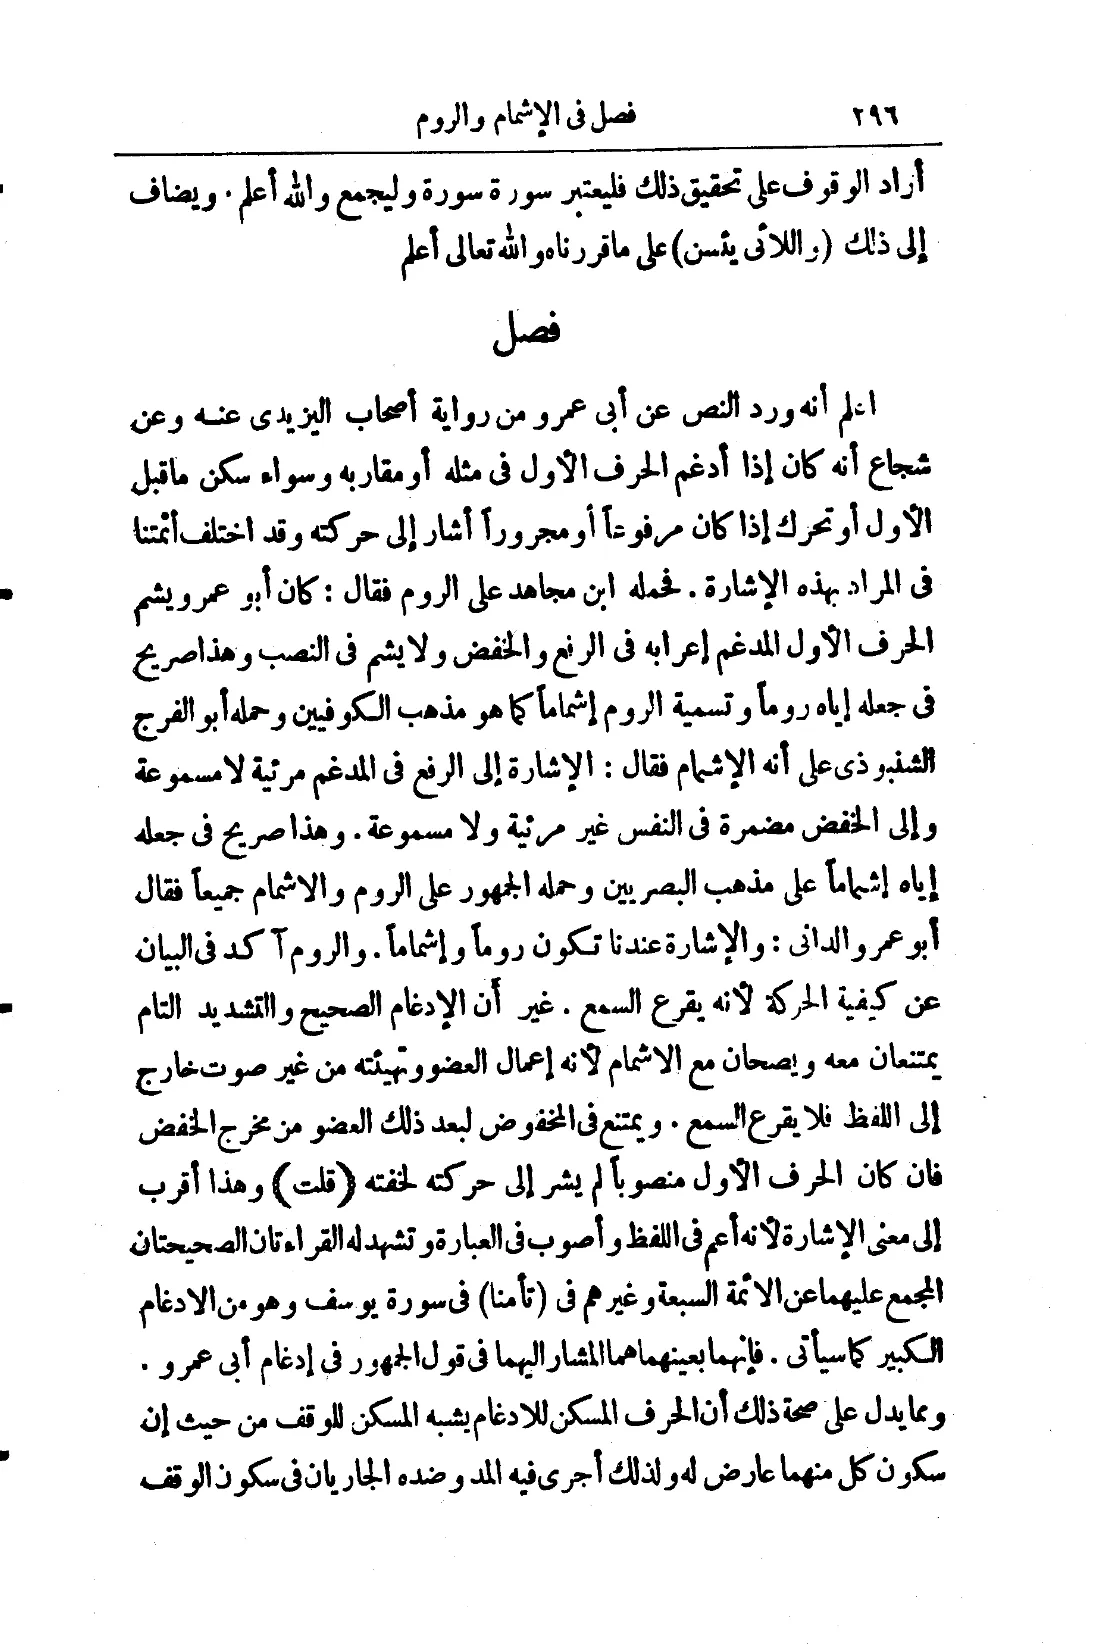 ٢٩٦ فصل فى الإشمام والروم
أراد الوقوف على تحقيق ذلك فليعتبر سورة سورة وليجمع والله أعلم . ويضاف
إلى ذلك (واللائى يئسن) على ماقررناه والله تعالى أعلم
فصل
اعلم أنه ورد النص عن أبى عمرو من رواية أصحاب اليزيدى عنه وعن
شجاع أنه كان إذا أدغم الحرف الأول فى مثله أو مقاربه وسواء سكن ماقبل
الأول أو تحرك إذا كان مرفوعاً أو مجروراً أشار إلى حركته وقد اختلف أئمتنا
فى المراد بهذه الإشارة . فحمله ابن مجاهد على الروم فقال : كان أبو عمرو يشم
الحرف الأول المدغم إعرابه فى الرفع والخفض ولا يشم فى النصب وهذا صريح
فى جعله إياه روماً وتسمية الروم إشماماً كما هو مذهب الكوفيين وحمله أبو الفرج
الشنبوذى على أنه الإشمام فقال : الإشارة إلى الرفع فى المدغم مرئية لا مسموعة
وإلى الخفض مضمرة فى النفس غير مرئية ولا مسموعة . وهذا صريح فى جعله
إياه إشماماً على مذهب البصريين وحمله الجمهور على الروم والاشمام جميعاً فقال
أبو عمرو الدانى : والإشارة عندنا تكون روماً وإشماماً . والروم آكد فى البيان
عن كيفية الحركة لأنه يقرع السمع . غير أن الإدغام الصحيح والتشديد التام
يمتنعان معه ويصحان مع الاشمام لأنه إعمال العضو وتهيئته من غير صوت خارج
إلى اللفظ فلا يقرع السمع . ويمتنع فى المخفوض لبعد ذلك العضو من مخرج الخفض
فان كان الحرف الأول منصوباً لم يشر إلى حركته لخفته (قلت) وهذا أقرب
إلى معنى الإشارة لأنه أعم فى اللفظ وأصوب فى العبارة وتشهد له القراءتان الصحيحتان
المجمع عليهما عن الائمة السبعة وغيرهم فى (تأمنا) فى سورة يوسف وهو من الادغام
الكبير كما سيأتى . فإنهما بعينهما هما المشار اليهما فى قول الجمهور فى إدغام أبى عمرو .
ومما يدل على صحة ذلك أن الحرف المسكن للادغام يشبه المسكن للوقف من حيث إن
سكون كل منهما عارض له ولذلك أجرى فيه المد وضده الجاريان فى سكون الوقف